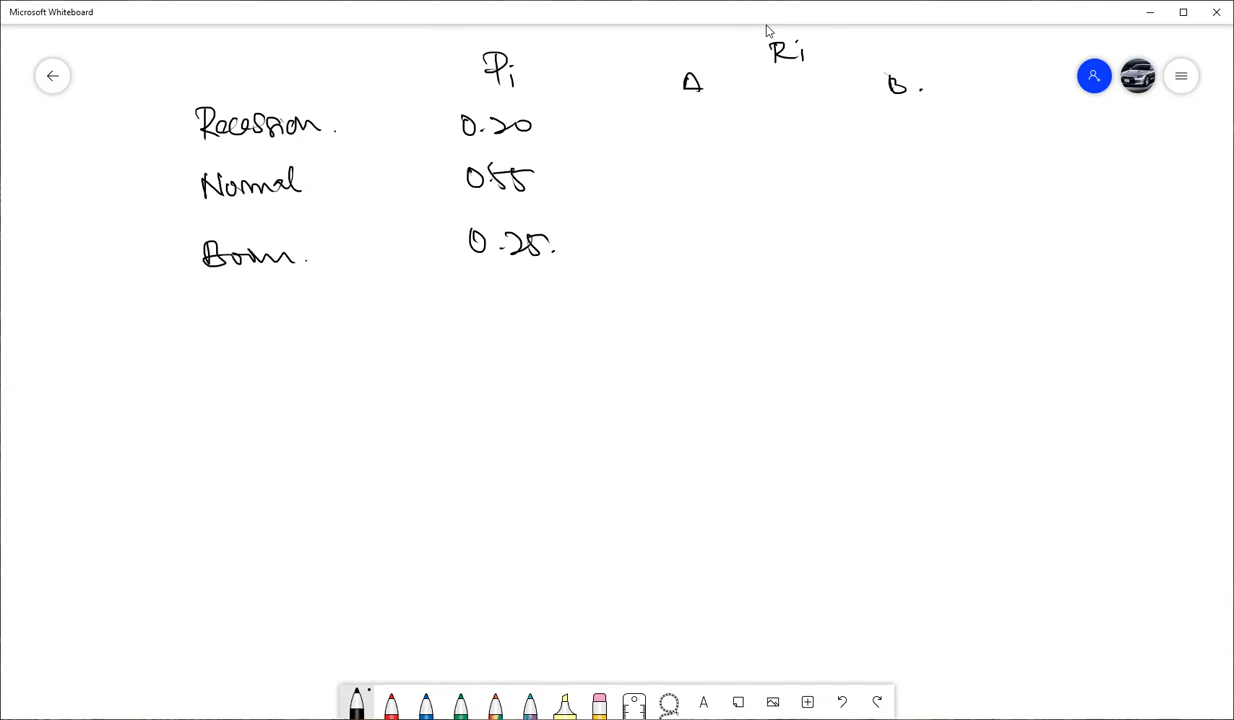 Microsoft Whiteboard
Pi
Ri
A B.
Recession. 0.20
Normal 0.55
Boom. 0.25.
A